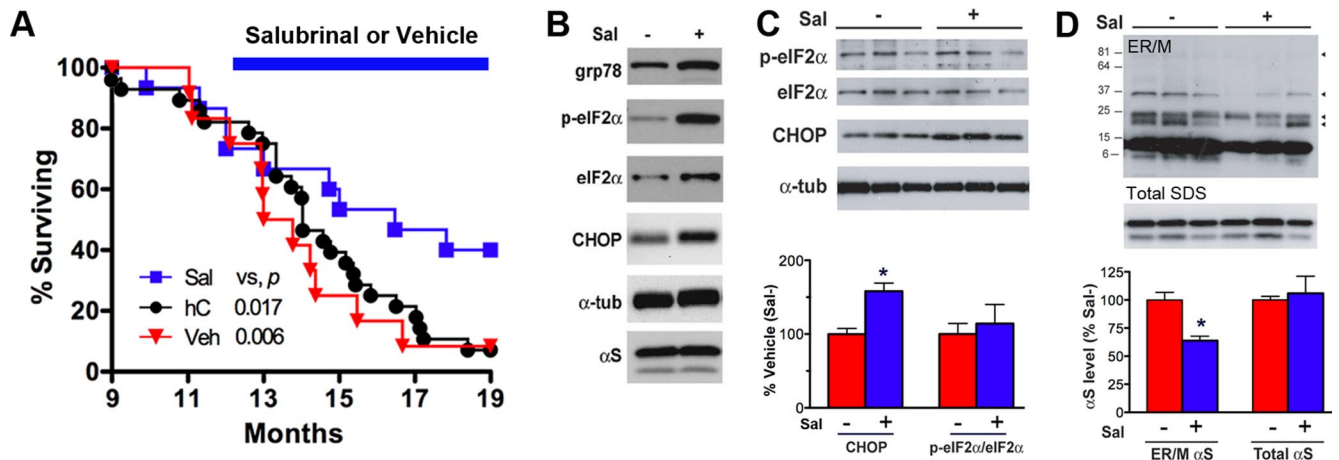 A
Salubrinal or Vehicle
100
80
60
40
20
0
% Surviving
Sal vs, p
hC 0.017
Veh 0.006
9 11 13 15 17 19
Months
B
Sal - +
grp78
p-eIF2α
eIF2α
CHOP
α-tub
αS
C
Sal - +
p-eIF2α
eIF2α
CHOP
α-tub
% Vehicle (Sal-)
200
100
0
*
Sal - + - +
CHOP p-eIF2α/eIF2α
D
Sal - +
ER/M
81
64
37
25
15
6
Total SDS
αS level (% Sal-)
125
100
75
50
25
0
*
Sal - + - +
ER/M αS Total αS